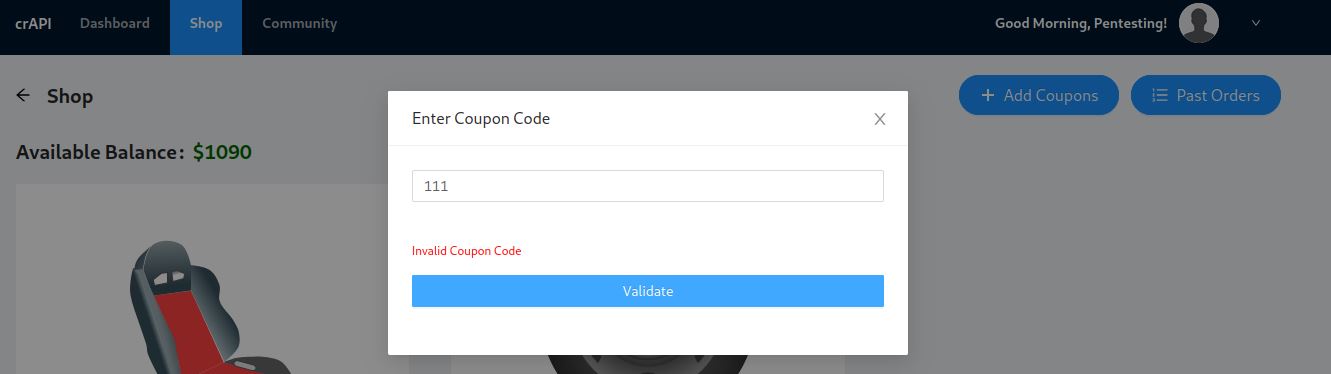 crAPI Dashboard Shop Community Good Morning, Pentesting!
Shop + Add Coupons Past Orders
Enter Coupon Code
Available Balance: $1090
111
Invalid Coupon Code
Validate